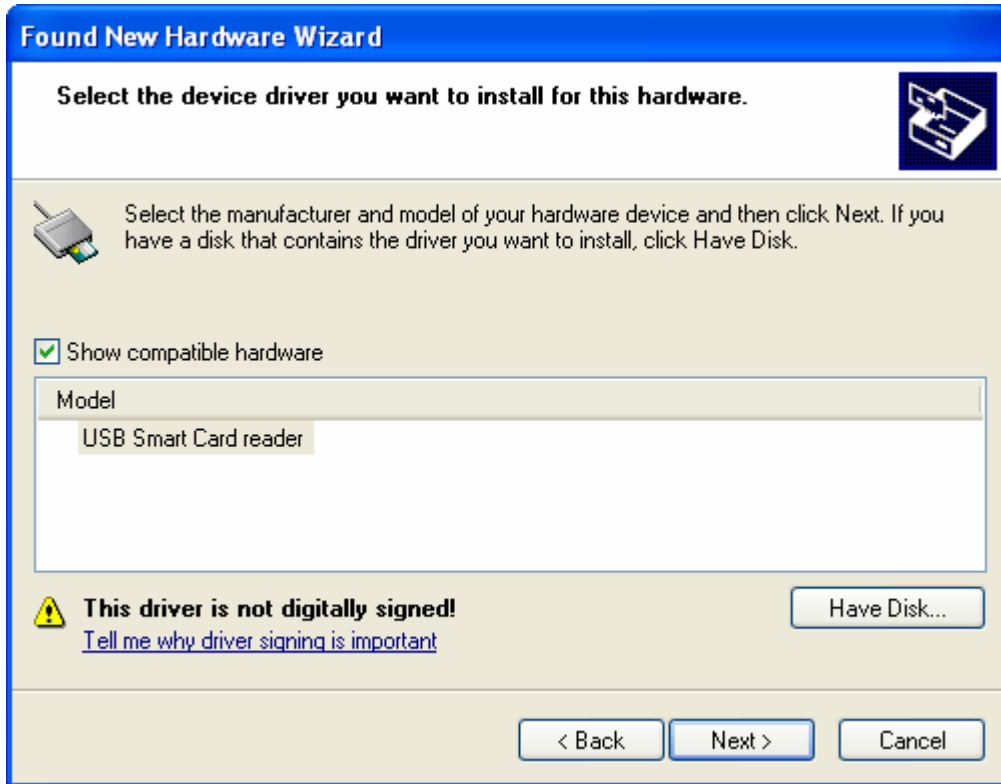 Found New Hardware Wizard
Select the device driver you want to install for this hardware.
Select the manufacturer and model of your hardware device and then click Next. If you
have a disk that contains the driver you want to install, click Have Disk.
Show compatible hardware
Model
USB Smart Card reader
This driver is not digitally signed!
Have Disk...
Tell me why driver signing is important
< Back
Next >
Cancel